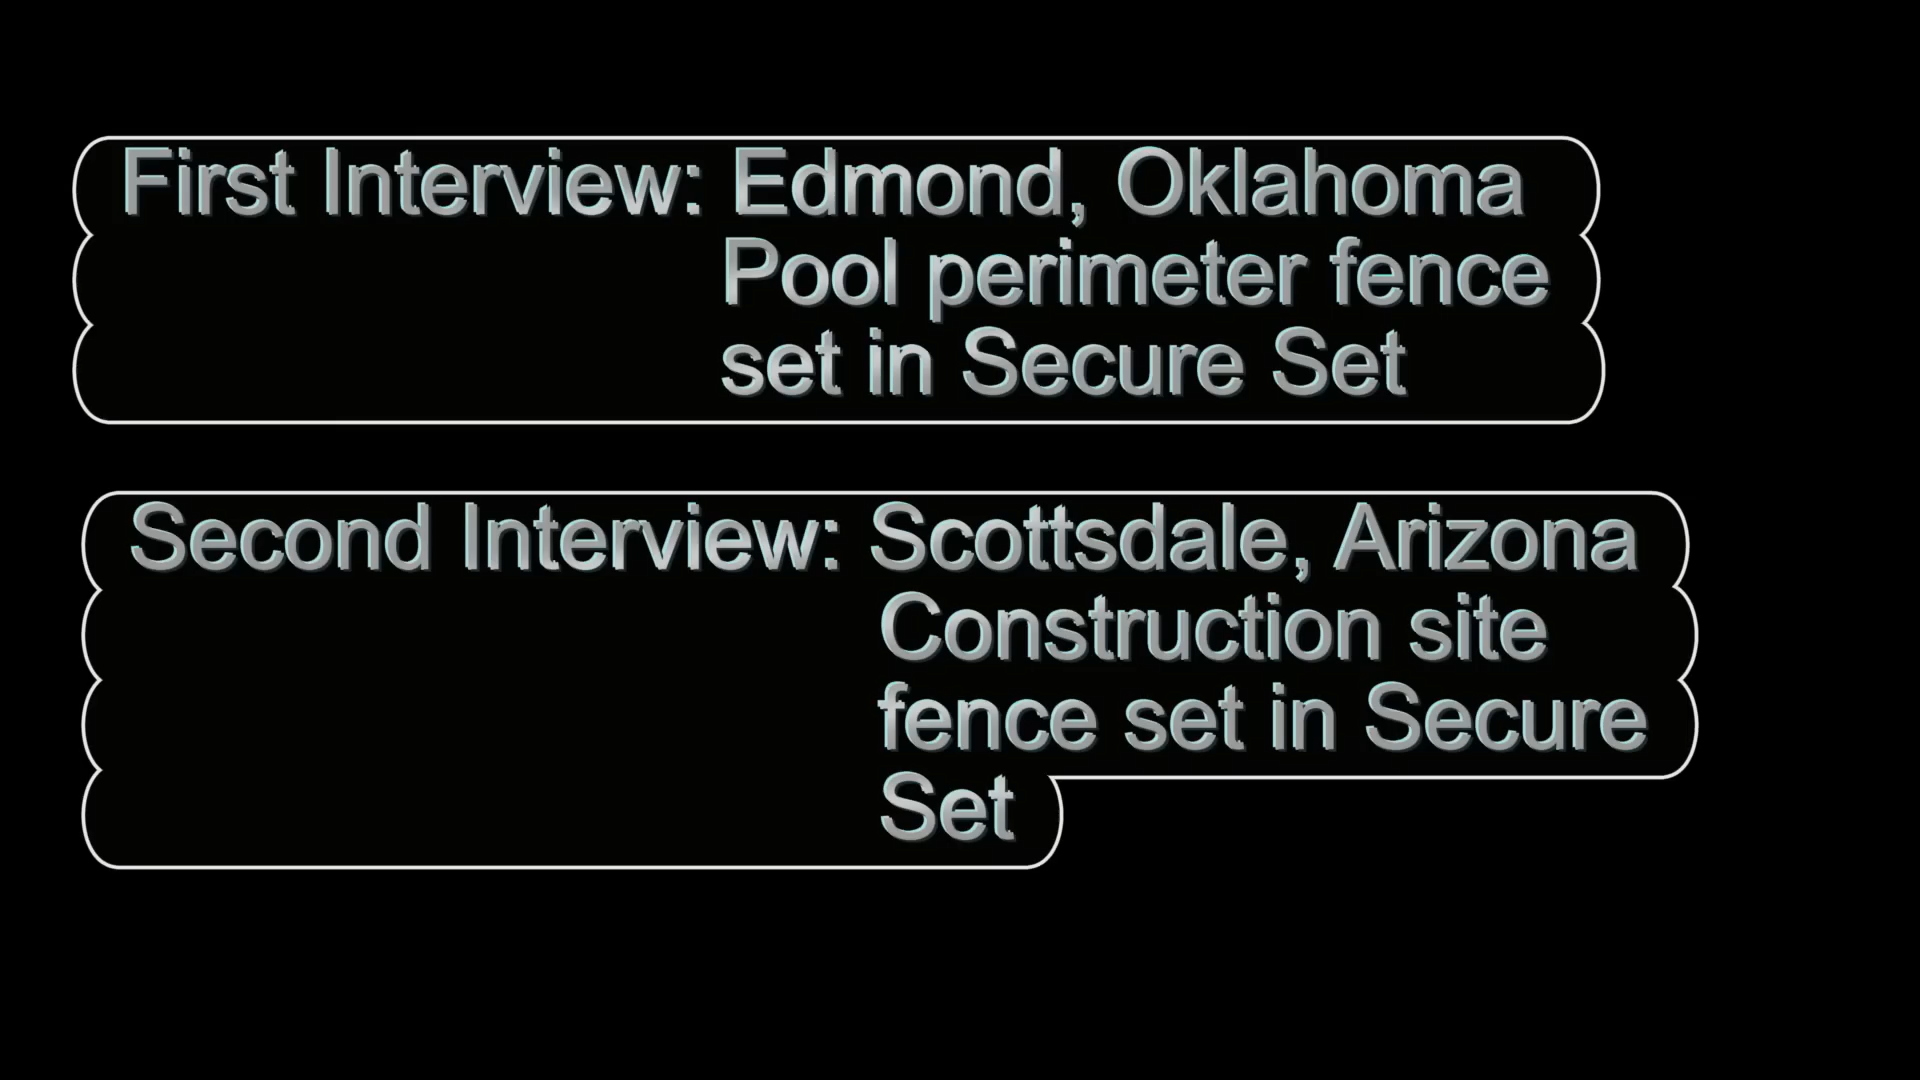 First Interview: Edmond, Oklahoma
Pool perimeter fence
set in Secure Set
Second Interview: Scottsdale, Arizona
Construction site
fence set in Secure
Set